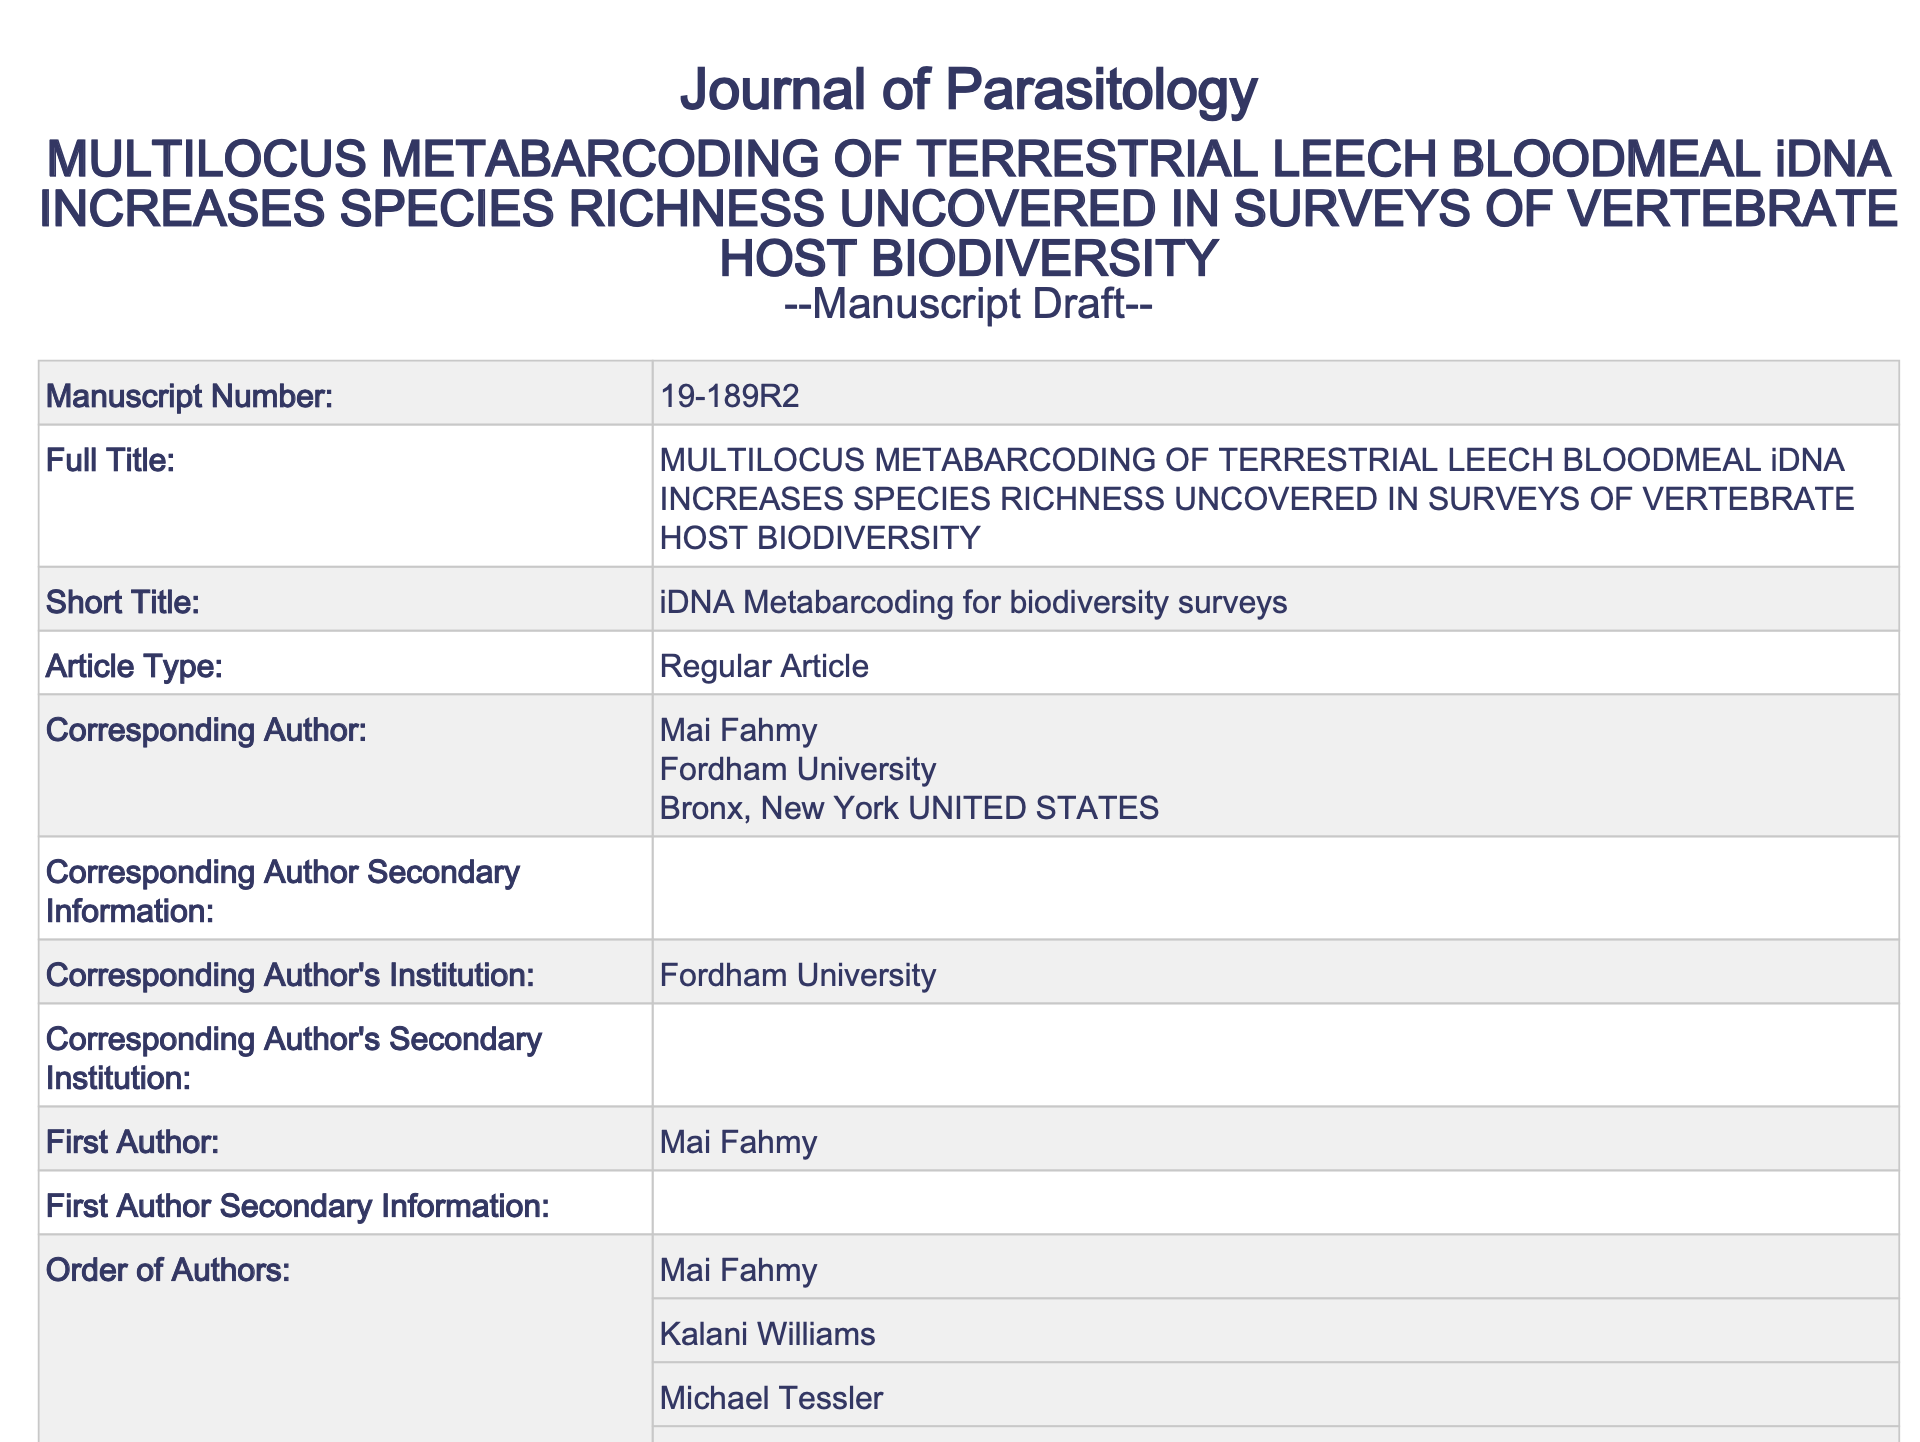 Journal of Parasitology
MULTILOCUS METABARCODING OF TERRESTRIAL LEECH BLOODMEAL iDNA
INCREASES SPECIES RICHNESS UNCOVERED IN SURVEYS OF VERTEBRATE
HOST BIODIVERSITY
--Manuscript Draft--
Manuscript Number: 19-189R2
Full Title: MULTILOCUS METABARCODING OF TERRESTRIAL LEECH BLOODMEAL iDNA
INCREASES SPECIES RICHNESS UNCOVERED IN SURVEYS OF VERTEBRATE
HOST BIODIVERSITY
Short Title: iDNA Metabarcoding for biodiversity surveys
Article Type: Regular Article
Corresponding Author: Mai Fahmy
Fordham University
Bronx, New York UNITED STATES
Corresponding Author Secondary
Information:
Corresponding Author's Institution: Fordham University
Corresponding Author's Secondary
Institution:
First Author: Mai Fahmy
First Author Secondary Information:
Order of Authors: Mai Fahmy
Kalani Williams
Michael Tessler